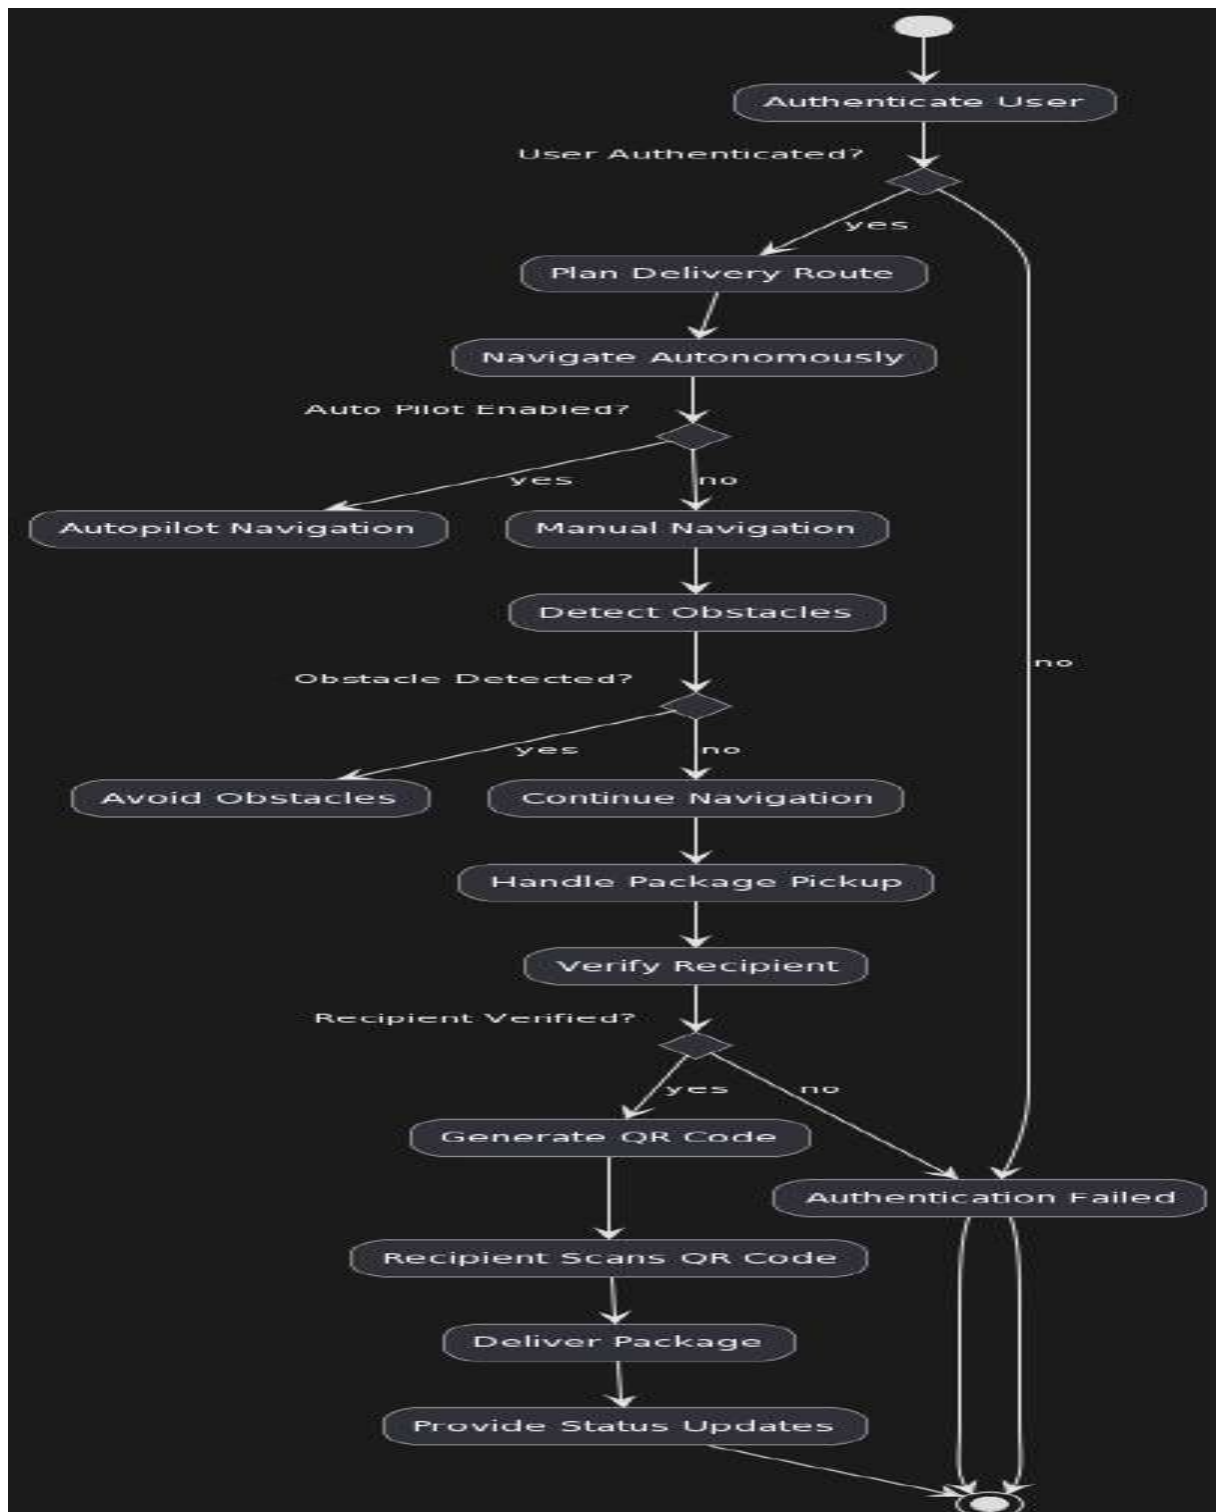 Authenticate User
User Authenticated?
yes
Plan Delivery Route
Navigate Autonomously
Auto Pilot Enabled?
yes
no
Autopilot Navigation
Manual Navigation
Detect Obstacles
no
Obstacle Detected?
yes
no
Avoid Obstacles
Continue Navigation
Handle Package Pickup
Verify Recipient
Recipient Verified?
yes
no
Generate QR Code
Authentication Failed
Recipient Scans QR Code
Deliver Package
Provide Status Updates